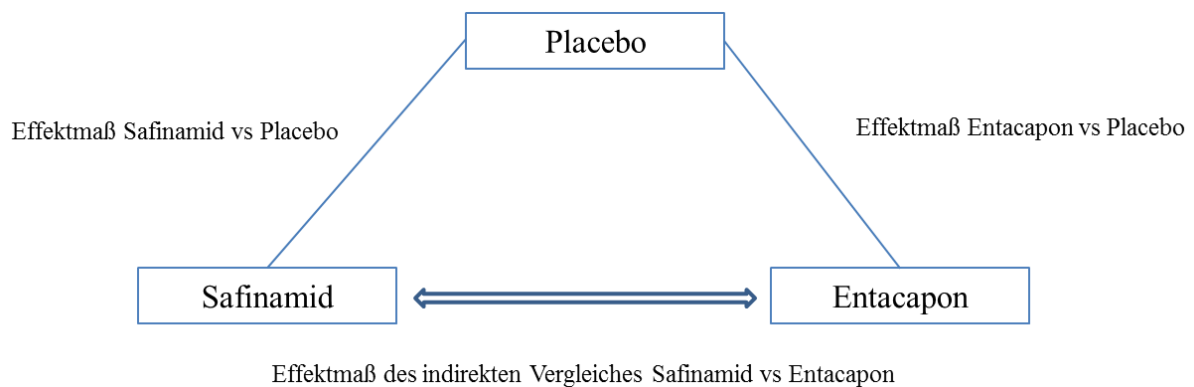 Placebo
Effektmaß Safinamid vs Placebo
Effektmaß Entacapon vs Placebo
Safinamid
Entacapon
Effektmaß des indirekten Vergleiches Safinamid vs Entacapon